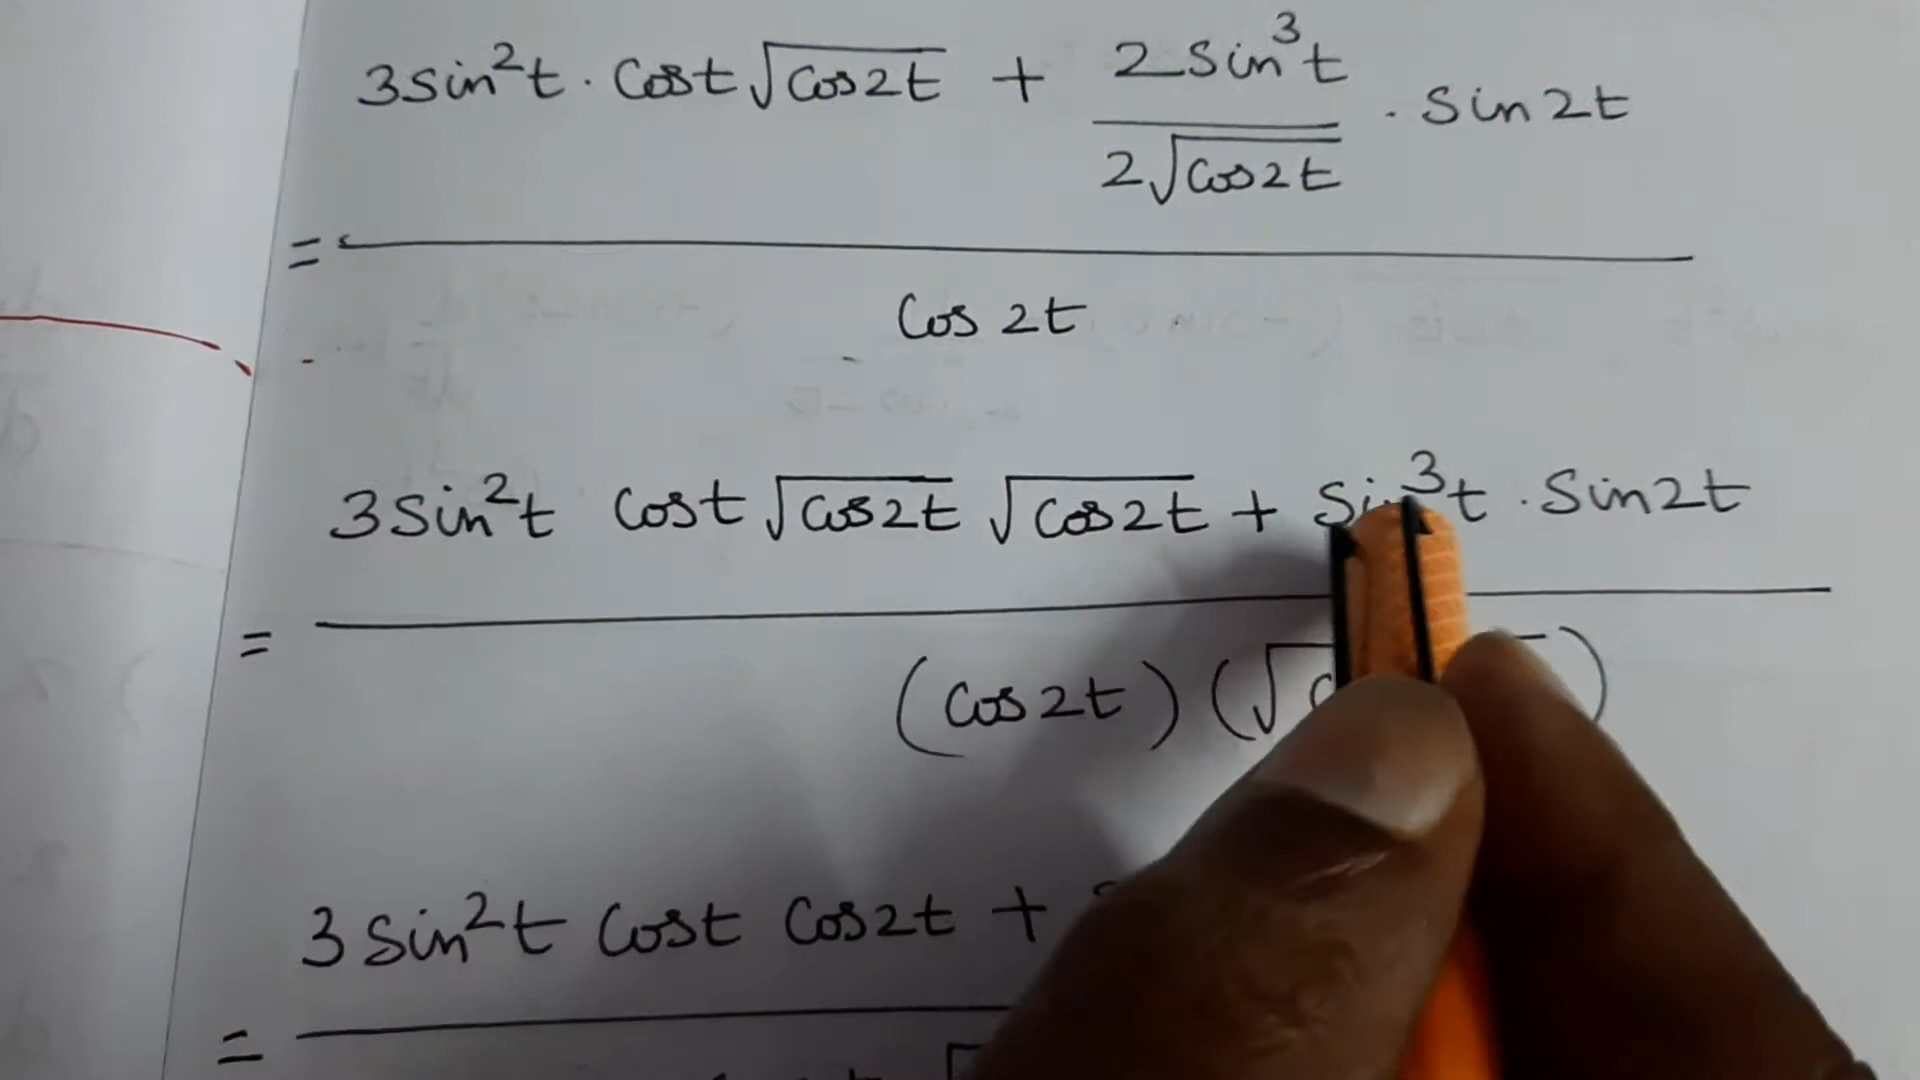 3sin²t · Cost √Cos2t + 2sin³t / 2√Cos2t · Sin2t
=
Cos 2t
3sin²t Cost √Cos2t √Cos2t + Sin³t · Sin2t
=
(Cos2t) (√
3sin²t Cost Cos2t +
=